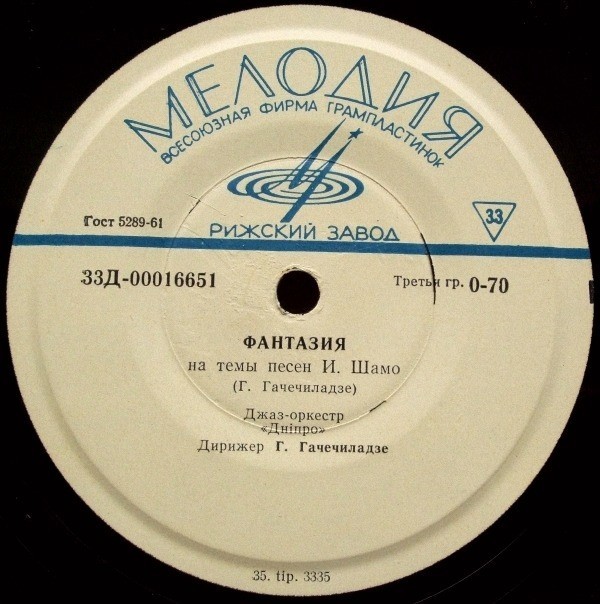 МЕЛОДИЯ
ВСЕСОЮЗНАЯ ФИРМА ГРАМПЛАСТИНОК
Гост 5289-61
РИЖСКИЙ ЗАВОД
33
33Д-00016651
Третья гр. 0-70
ФАНТАЗИЯ
на темы песен И. Шамо
(Г. Гачечиладзе)
Джаз-оркестр
«Дніпро»
Дирижер Г. Гачечиладзе
35. tip. 3335